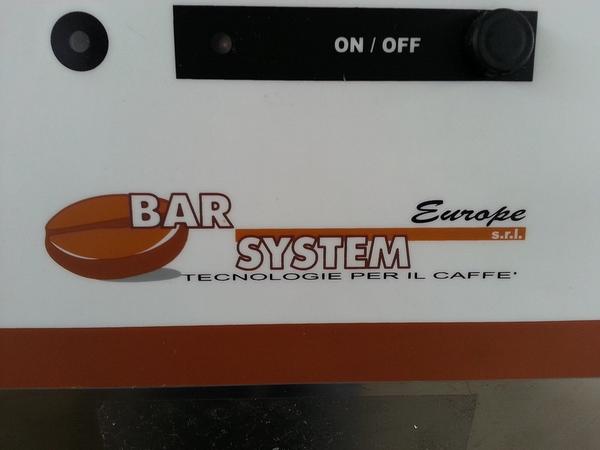 ON / OFF
BAR
Europe
s.r.l.
SYSTEM
TECNOLOGIE PER IL CAFFE'